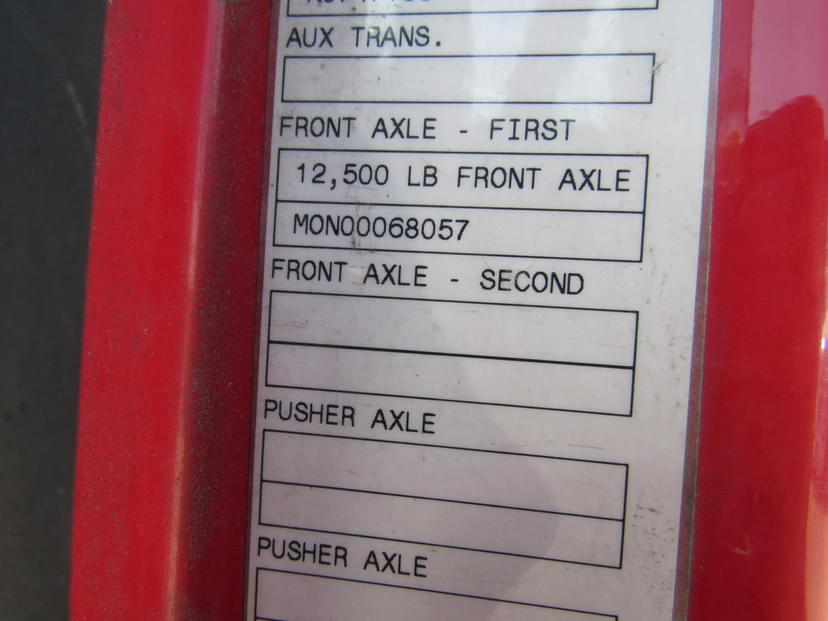 AUX TRANS.
FRONT AXLE - FIRST
12,500 LB FRONT AXLE
MON00068057
FRONT AXLE - SECOND
PUSHER AXLE
PUSHER AXLE